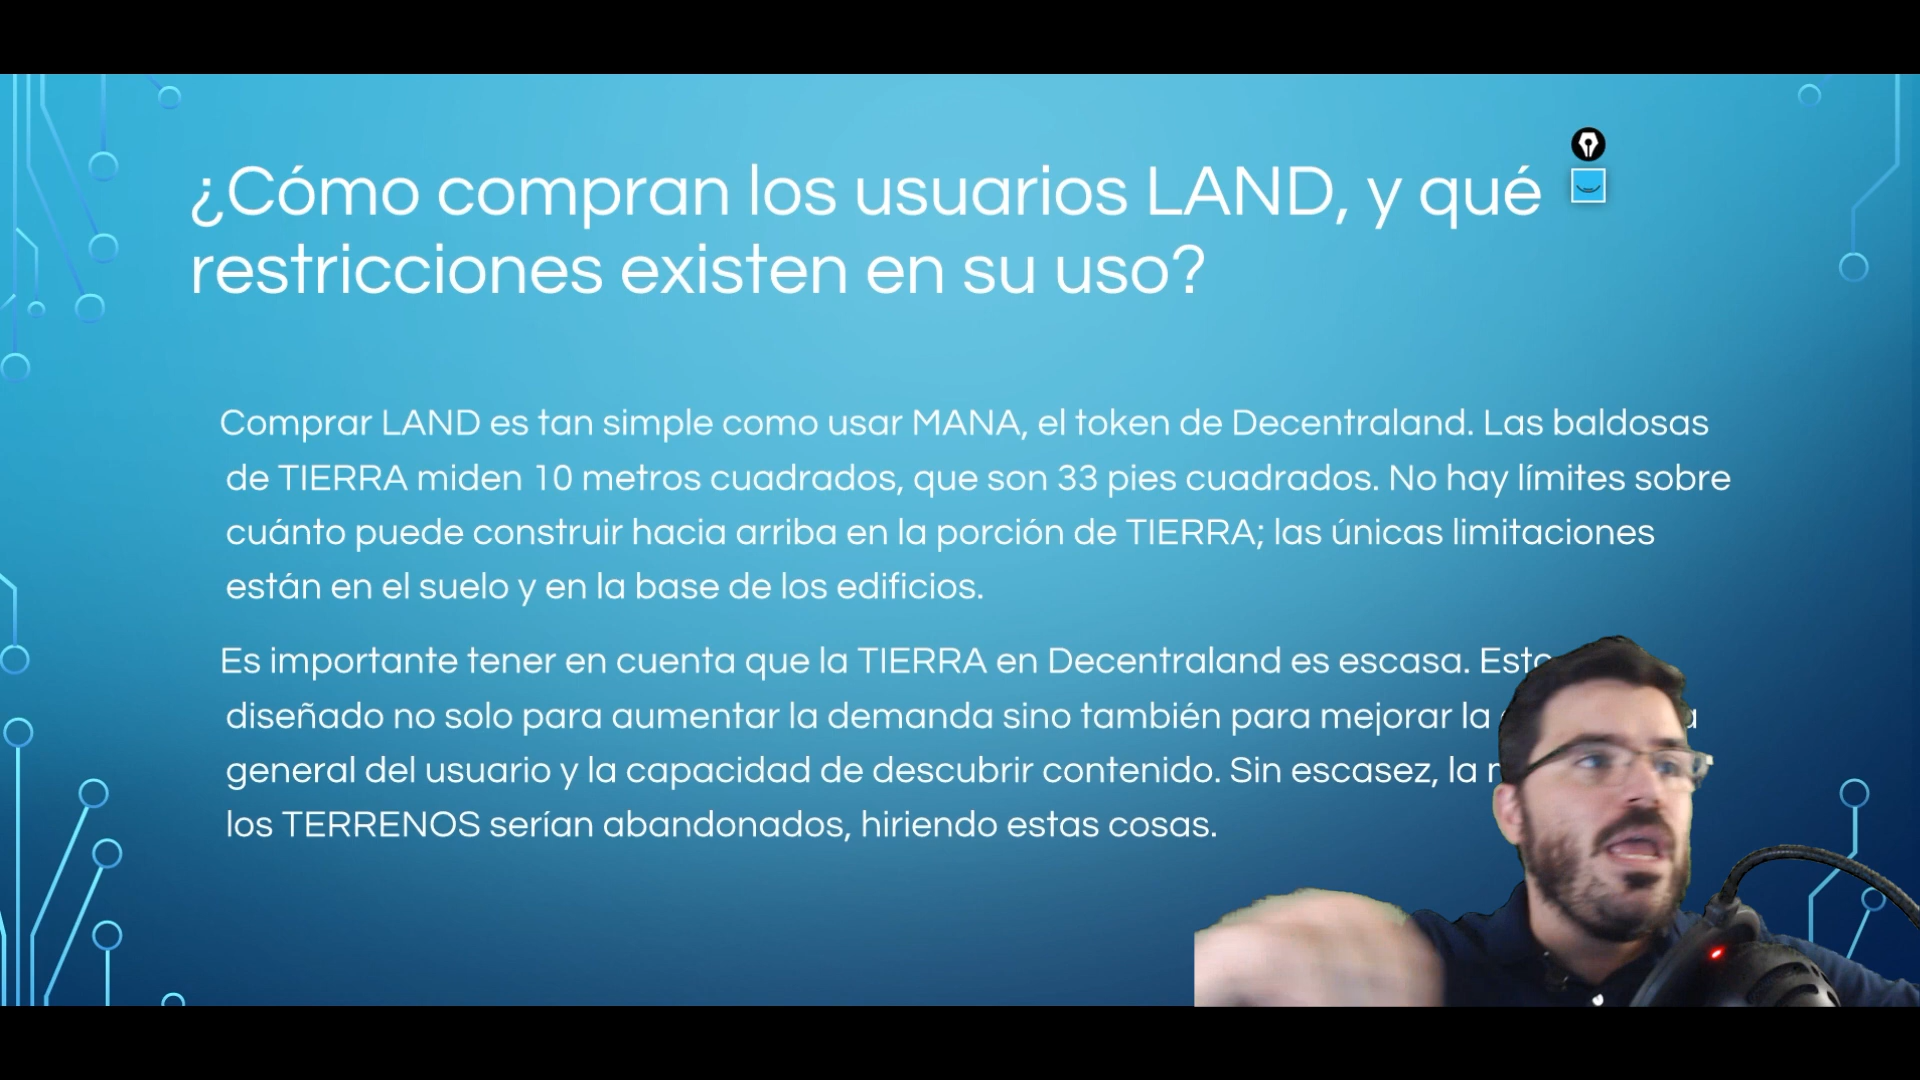 ¿Cómo compran los usuarios LAND, y qué
restricciones existen en su uso?
Comprar LAND es tan simple como usar MANA, el token de Decentraland. Las baldosas
de TIERRA miden 10 metros cuadrados, que son 33 pies cuadrados. No hay límites sobre
cuánto puede construir hacia arriba en la porción de TIERRA; las únicas limitaciones
están en el suelo y en la base de los edificios.
Es importante tener en cuenta que la TIERRA en Decentraland es escasa.
diseñado no solo para aumentar la demanda sino también para mejorar la
general del usuario y la capacidad de descubrir contenido. Sin escasez, la
los TERRENOS serían abandonados, hiriendo estas cosas.